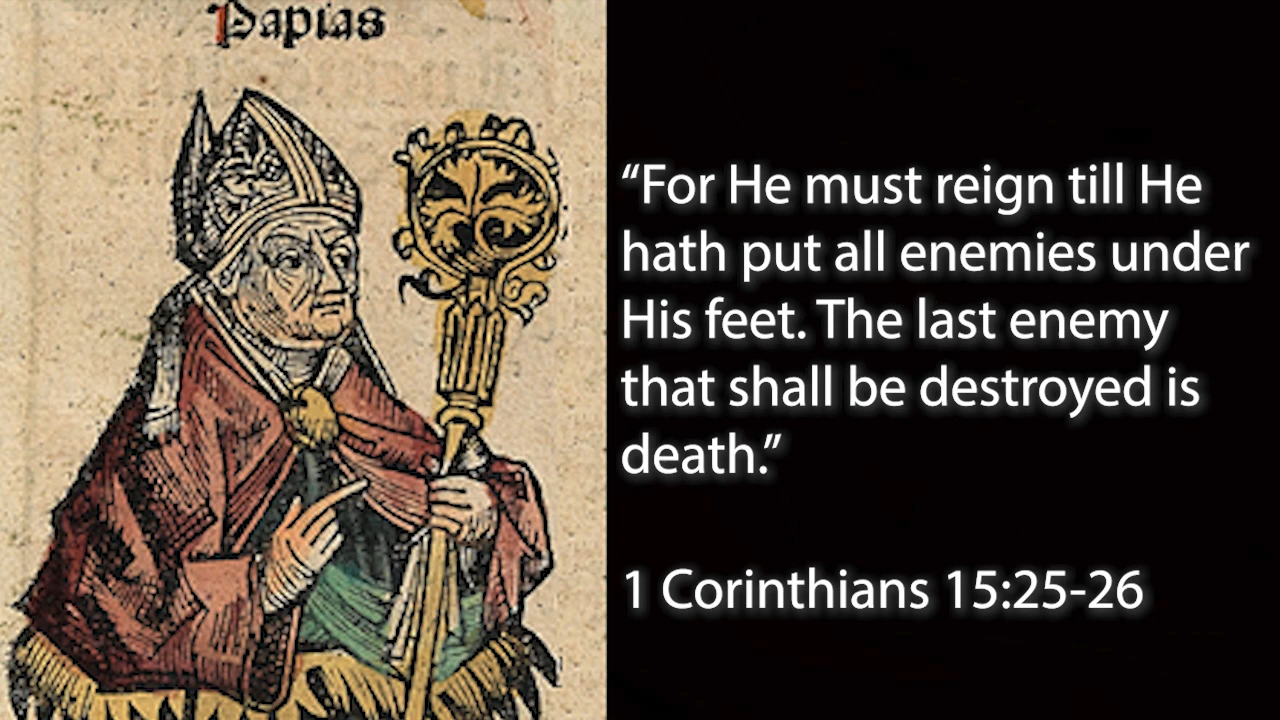 Papias
“For He must reign till He
hath put all enemies under
His feet. The last enemy
that shall be destroyed is
death.”
1 Corinthians 15:25-26